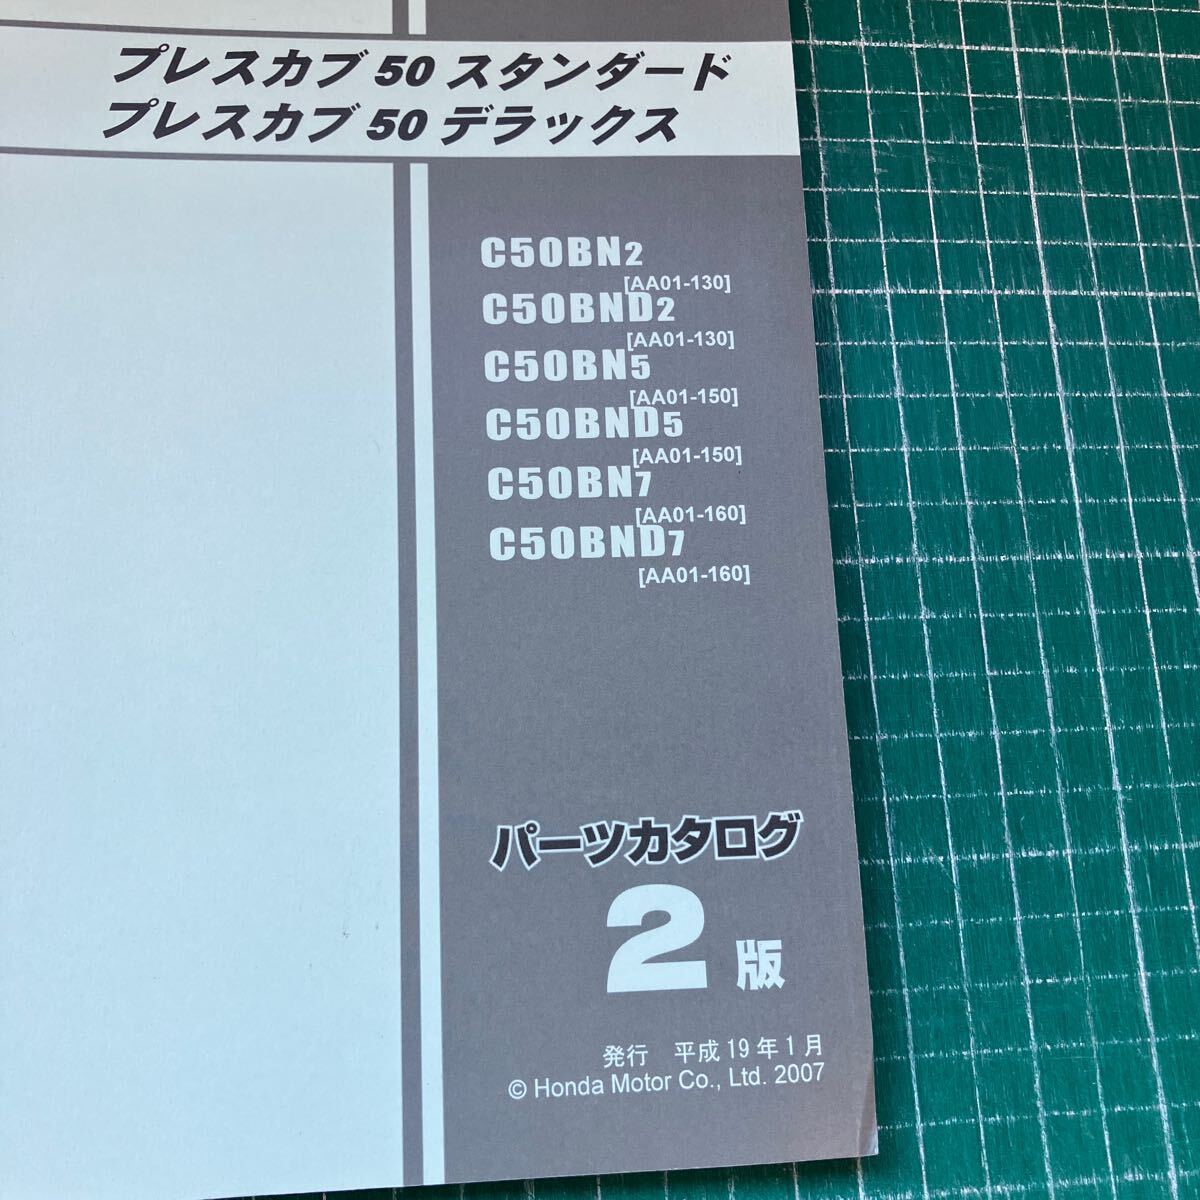 プレスカブ 50 スタンダード
プレスカブ 50 デラックス
C50BN2
[AA01-130]
C50BND2
[AA01-130]
C50BN5
[AA01-150]
C50BND5
[AA01-150]
C50BN7
[AA01-160]
C50BND7
[AA01-160]
パーツカタログ
2 版
発行 平成 19 年 1 月
© Honda Motor Co., Ltd. 2007